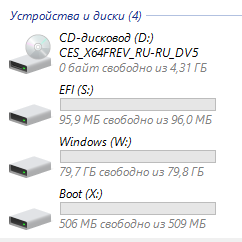 Устройства и диски (4)
CD-дисковод (D:)
CES_X64FREV_RU-RU_DV5
0 байт свободно из 4,31 ГБ
EFI (S:)
95,9 МБ свободно из 96,0 МБ
Windows (W:)
79,7 ГБ свободно из 79,8 ГБ
Boot (X:)
506 МБ свободно из 509 МБ